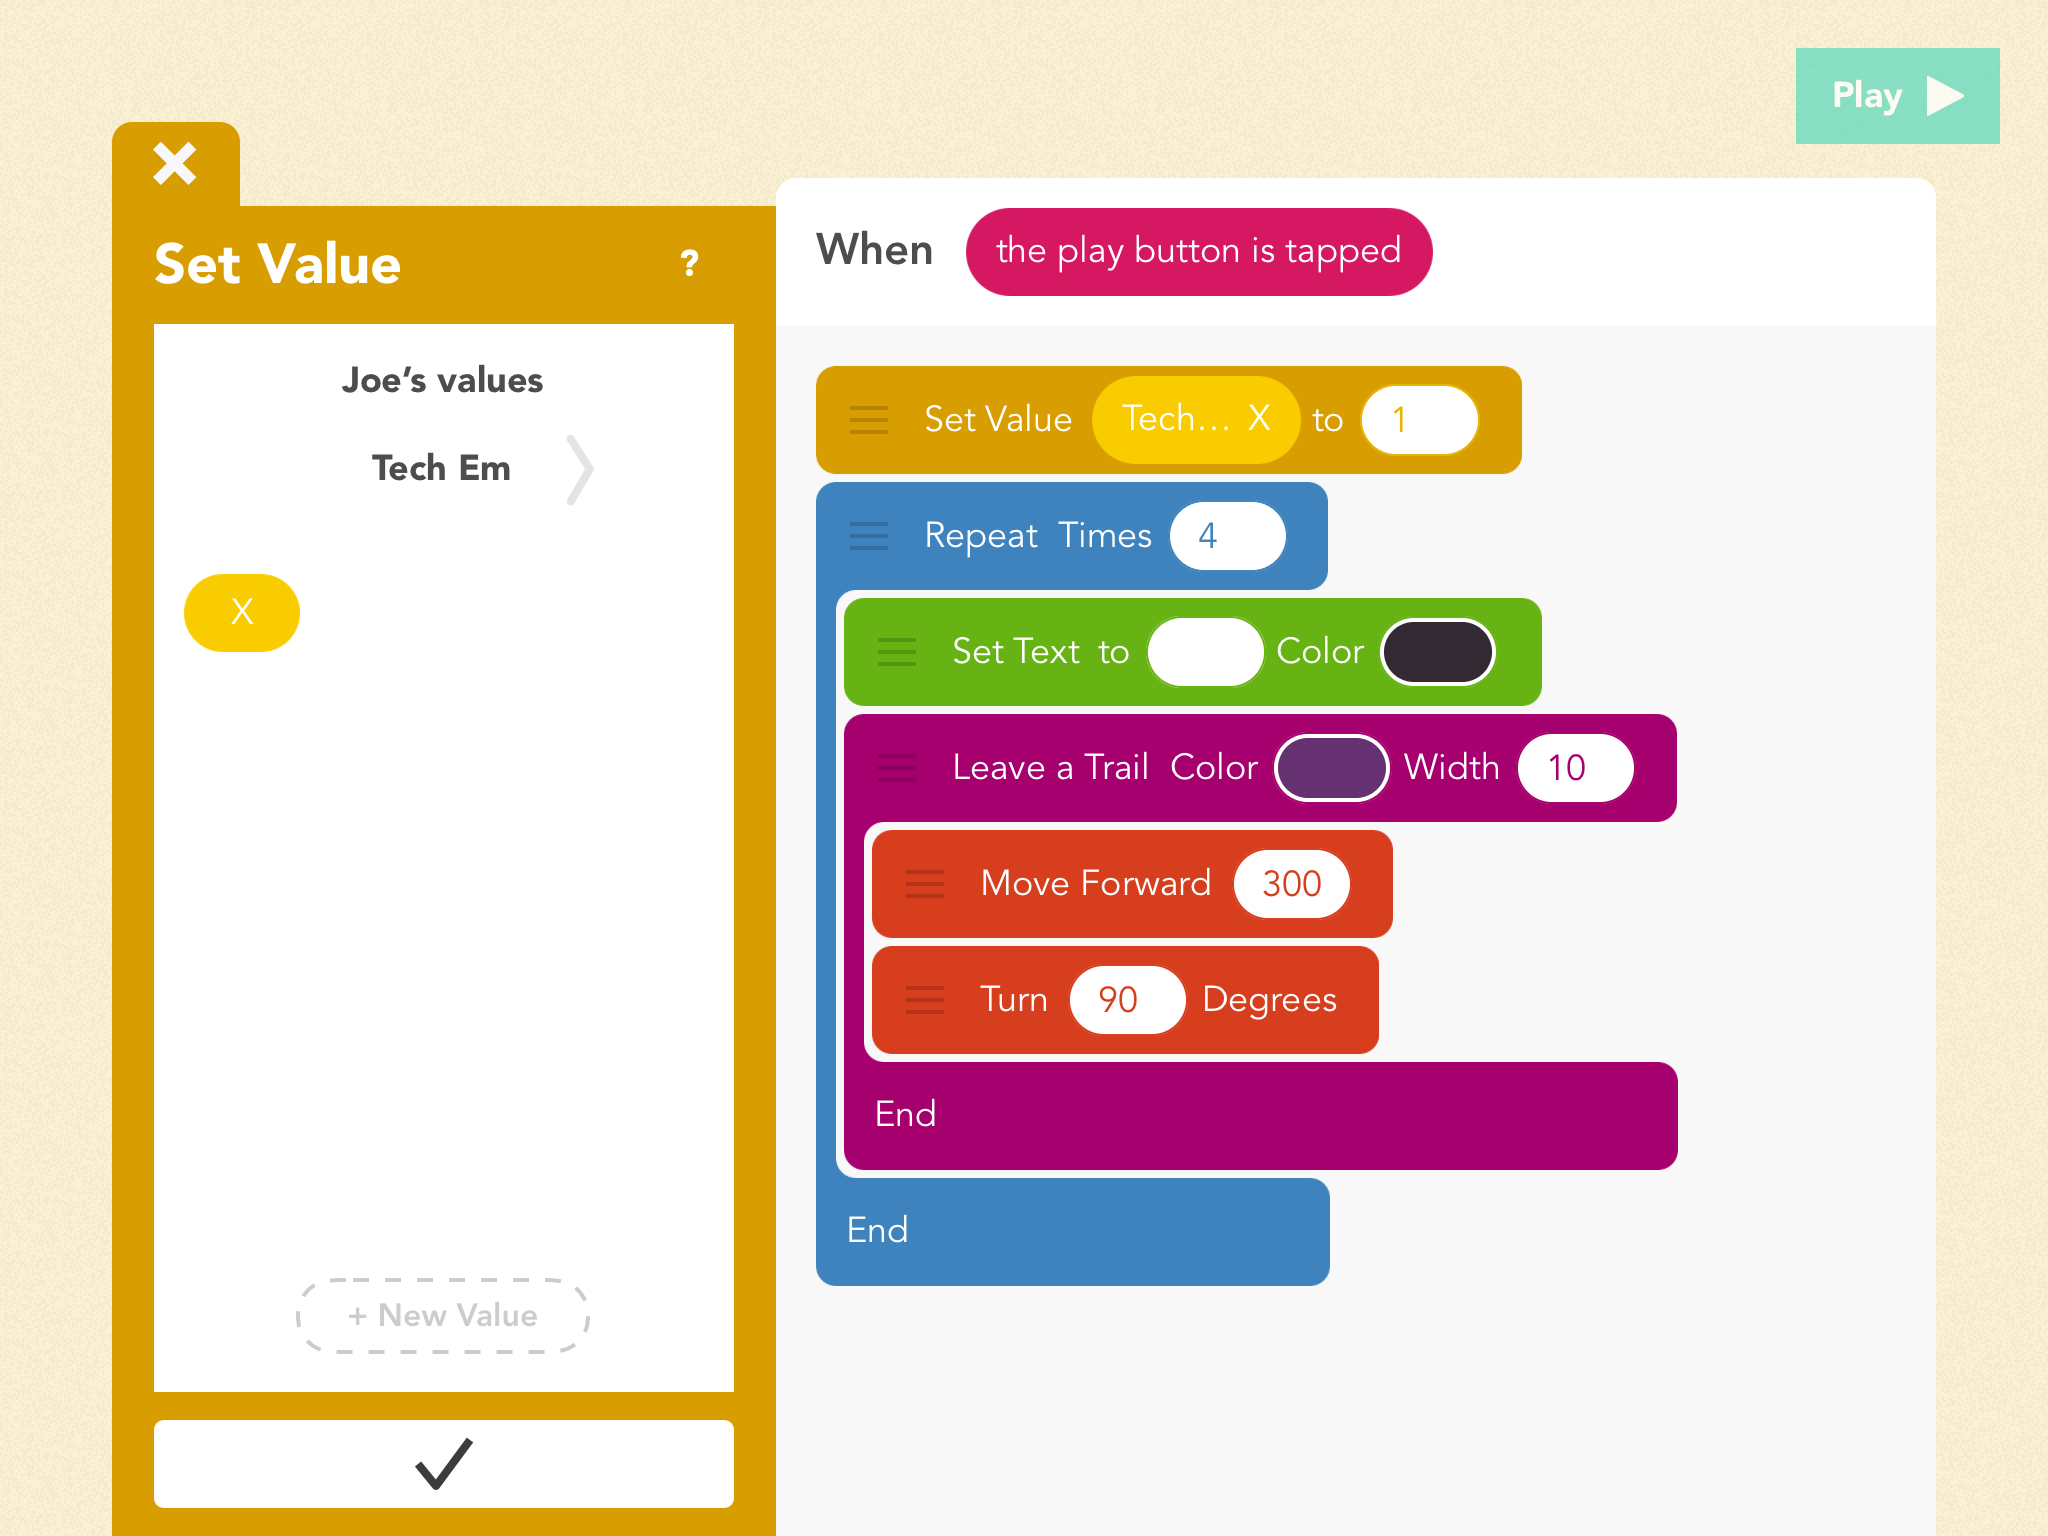 Play
Set Value ?
Joe's values
Tech Em
X
+ New Value
When the play button is tapped
Set Value Tech... X to 1
Repeat Times 4
Set Text to Color
Leave a Trail Color Width 10
Move Forward 300
Turn 90 Degrees
End
End